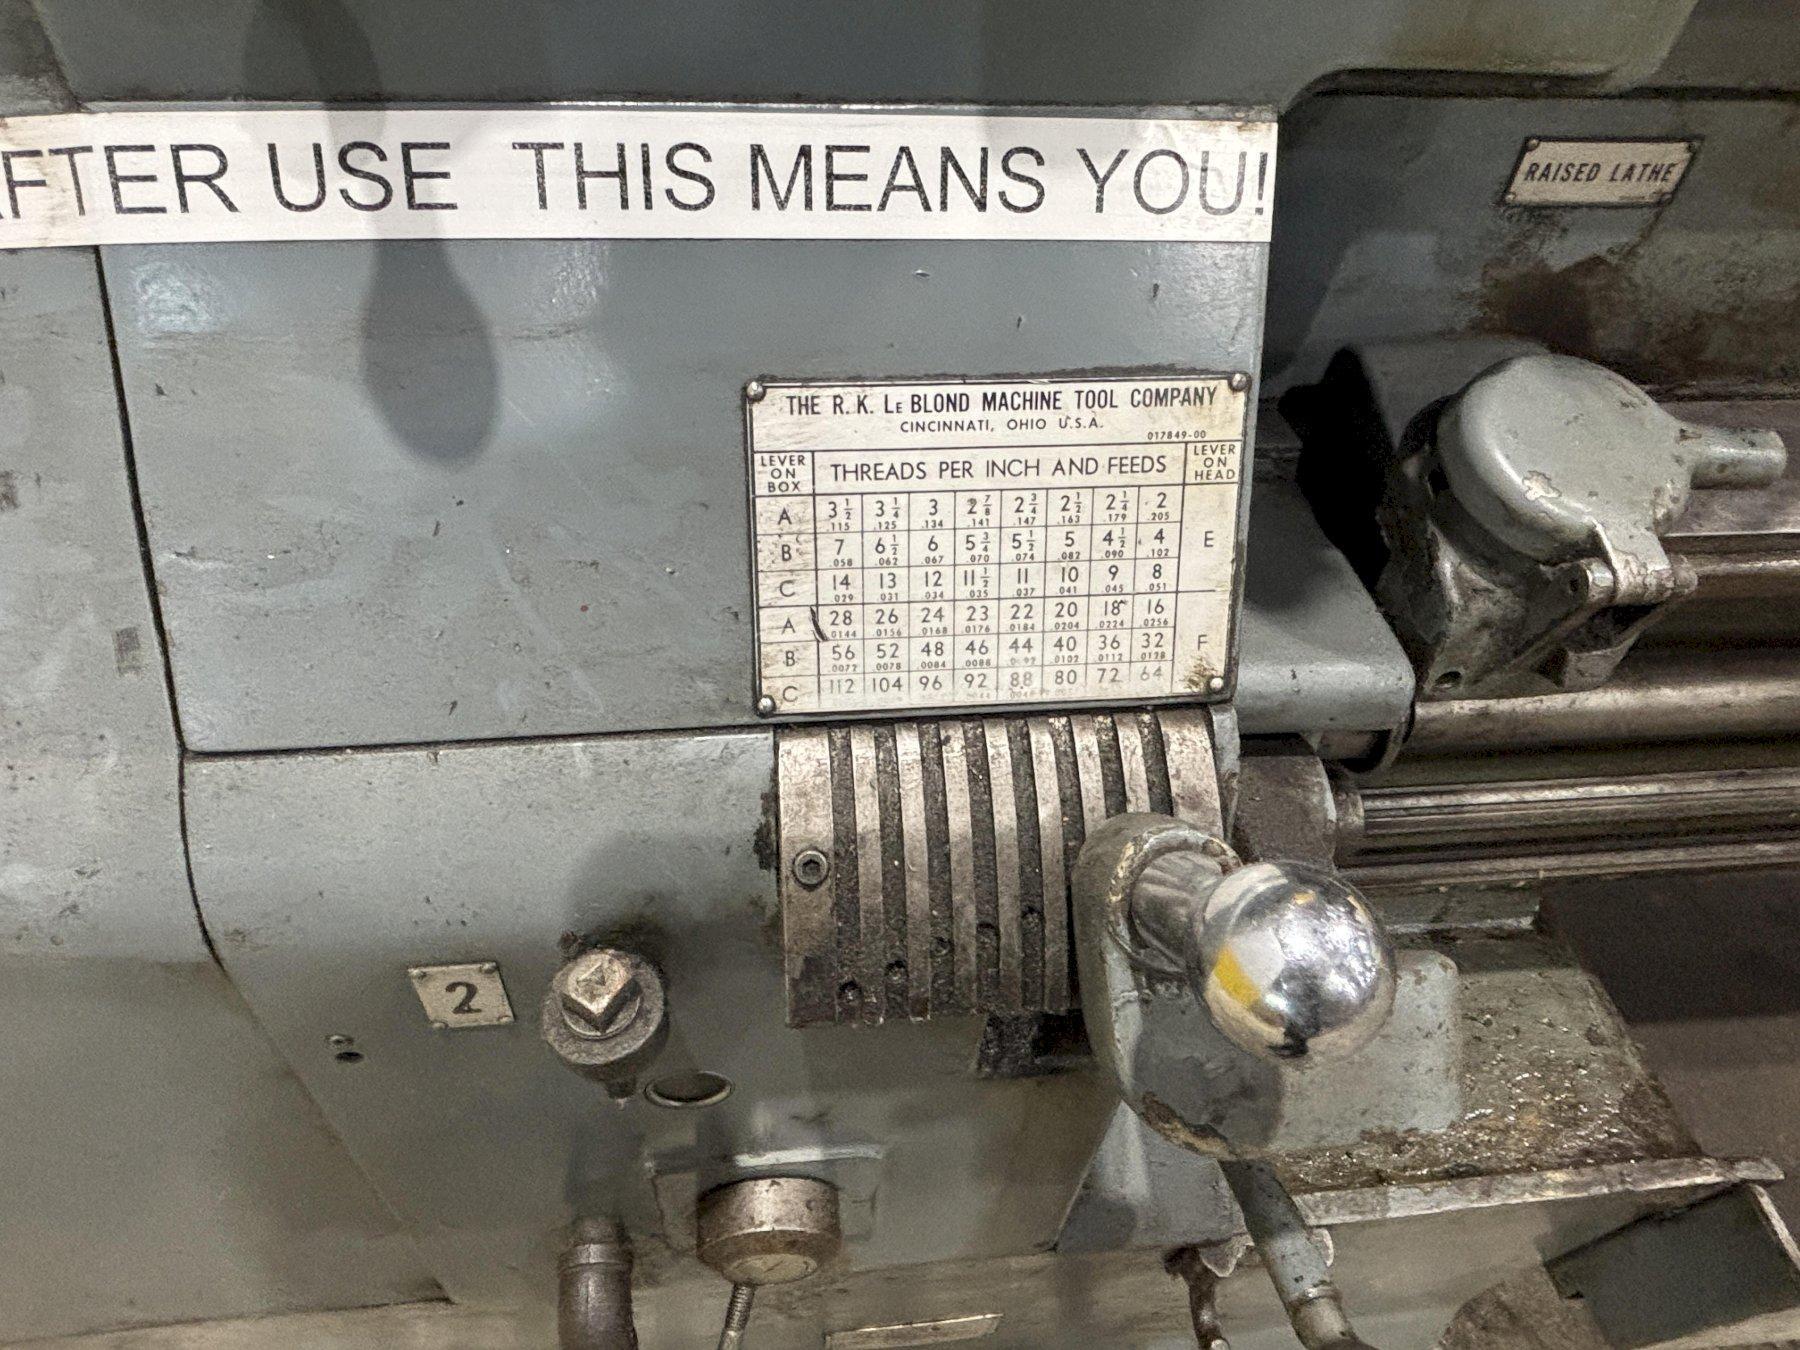 FTER USE THIS MEANS YOU!
RAISED LATHE
THE R. K. LE BLOND MACHINE TOOL COMPANY
CINCINNATI, OHIO U.S.A.
017849-00
LEVER ON BOX THREADS PER INCH AND FEEDS LEVER ON HEAD
A 3 1/2 3 1/4 3 2 7/8 2 3/4 2 1/2 2 1/4 2
.115 .125 .134 .141 .147 .163 .179 .205
B 7 6 1/2 6 5 3/4 5 1/2 5 4 1/2 4 E
.058 .062 .067 .070 .074 .082 .090 .102
C 14 13 12 11 1/2 11 10 9 8
.029 .031 .034 .035 .037 .041 .045 .051
A 28 26 24 23 22 20 18 16
.0144 .0156 .0168 .0176 .0184 .0204 .0224 .0256
B 56 52 48 46 44 40 36 32 F
.0072 .0078 .0084 .0088 .0092 .0102 .0112 .0128
C 112 104 96 92 88 80 72 64
2